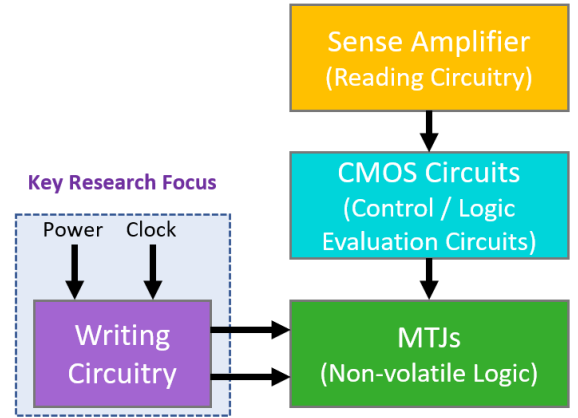 Sense Amplifier
(Reading Circuitry)
CMOS Circuits
(Control / Logic
Evaluation Circuits)
Key Research Focus
Power Clock
Writing
Circuitry
MTJs
(Non-volatile Logic)